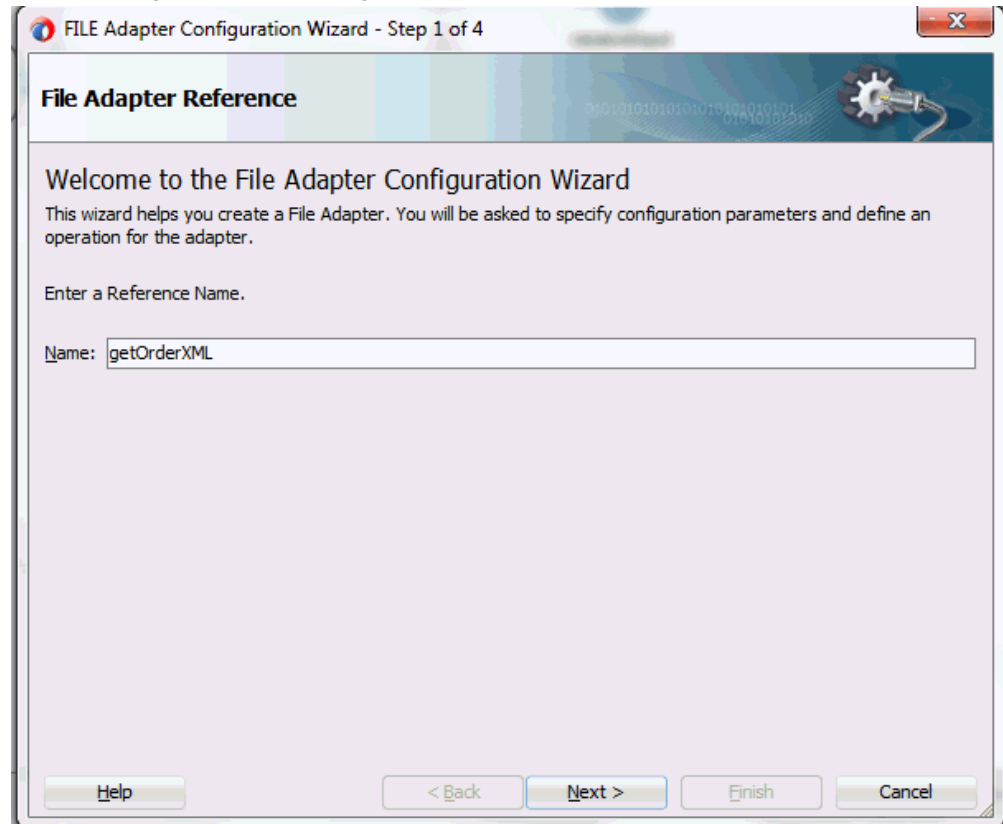 FILE Adapter Configuration Wizard - Step 1 of 4
File Adapter Reference
Welcome to the File Adapter Configuration Wizard
This wizard helps you create a File Adapter. You will be asked to specify configuration parameters and define an
operation for the adapter.
Enter a Reference Name.
Name: getOrderXML
Help
< Back
Next >
Finish
Cancel